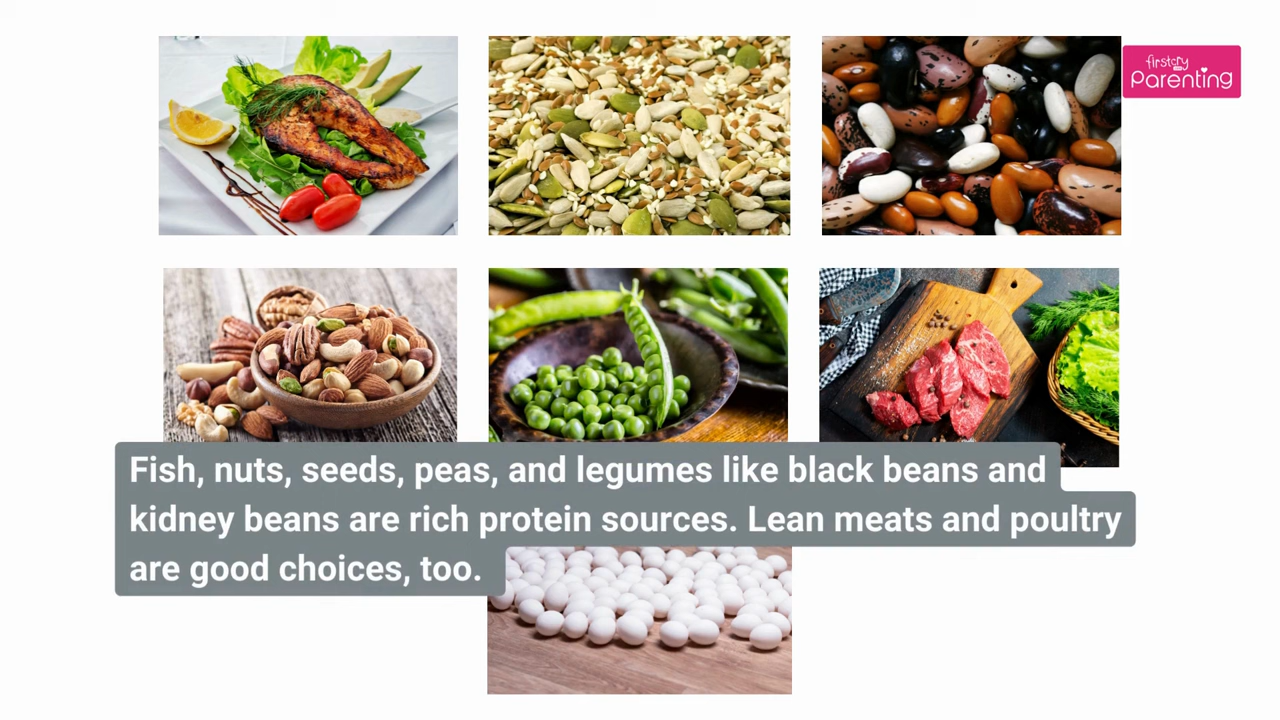 firstcry
Parenting
Fish, nuts, seeds, peas, and legumes like black beans and
kidney beans are rich protein sources. Lean meats and poultry
are good choices, too.